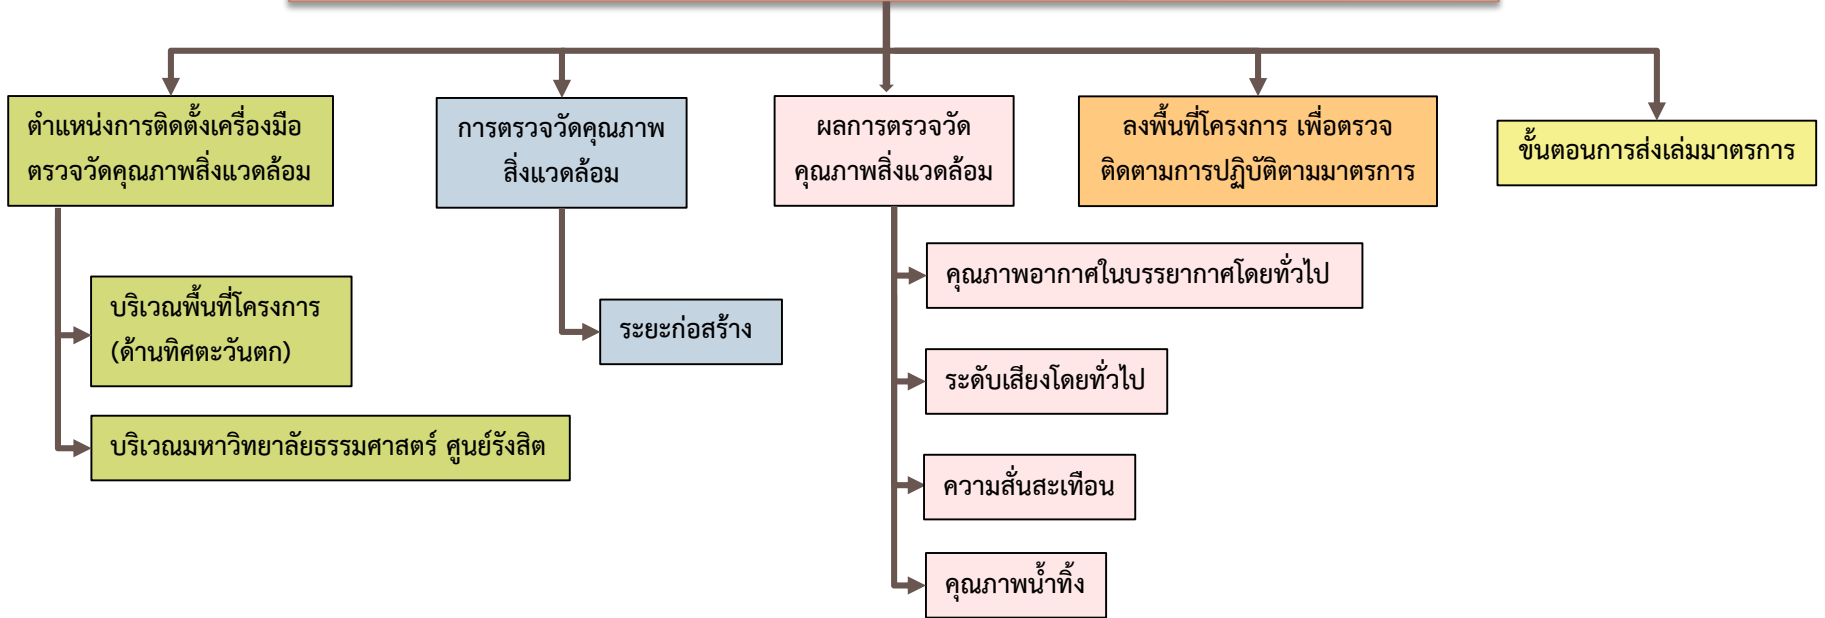 ตำแหน่งการติดตั้งเครื่องมือ
ตรวจวัดคุณภาพสิ่งแวดล้อม
บริเวณพื้นที่โครงการ
(ด้านทิศตะวันตก)
บริเวณมหาวิทยาลัยธรรมศาสตร์ ศูนย์รังสิต
การตรวจวัดคุณภาพ
สิ่งแวดล้อม
ระยะก่อสร้าง
ผลการตรวจวัด
คุณภาพสิ่งแวดล้อม
คุณภาพอากาศในบรรยากาศโดยทั่วไป
ระดับเสียงโดยทั่วไป
ความสั่นสะเทือน
คุณภาพน้ำทิ้ง
ลงพื้นที่โครงการ เพื่อตรวจ
ติดตามการปฏิบัติตามมาตรการ
ขั้นตอนการส่งเล่มมาตรการ